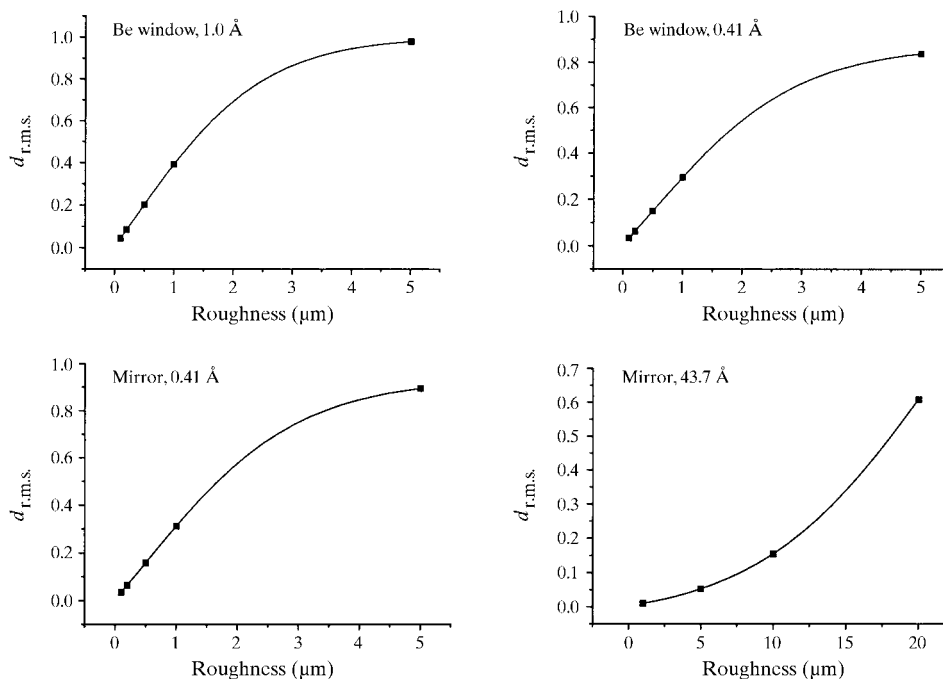 Be window, 1.0 Å
1.0
0.8
0.6
0.4
0.2
0.0
d r.m.s.
0 1 2 3 4 5
Roughness (µm)
Be window, 0.41 Å
1.0
0.8
0.6
0.4
0.2
0.0
d r.m.s.
0 1 2 3 4 5
Roughness (µm)
Mirror, 0.41 Å
1.0
0.8
0.6
0.4
0.2
0.0
d r.m.s.
0 1 2 3 4 5
Roughness (µm)
Mirror, 43.7 Å
0.7
0.6
0.5
0.4
0.3
0.2
0.1
0.0
d r.m.s.
0 5 10 15 20
Roughness (µm)